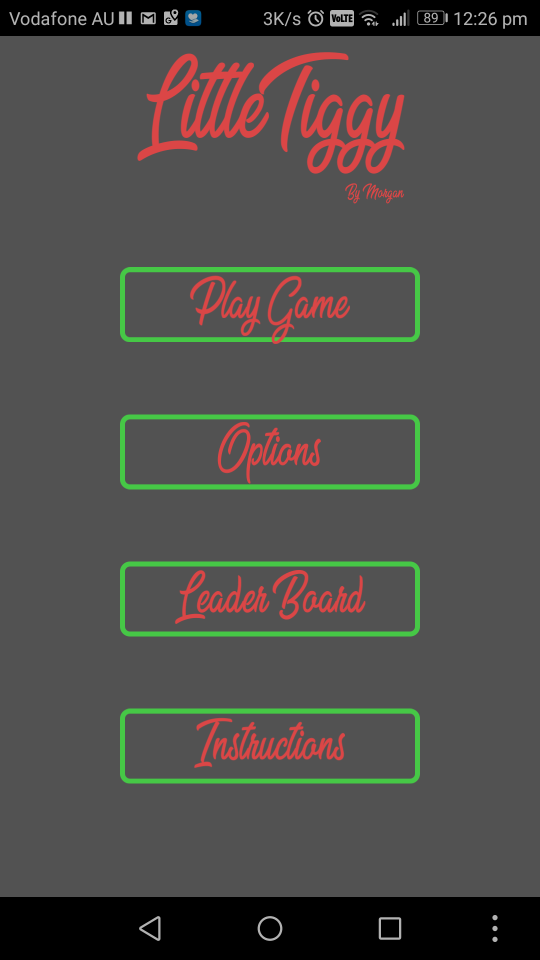 Vodafone AU 3K/s VoLTE 89 12:26 pm
Little Tiggy
By Morgan
Play Game
Options
Leader Board
Instructions